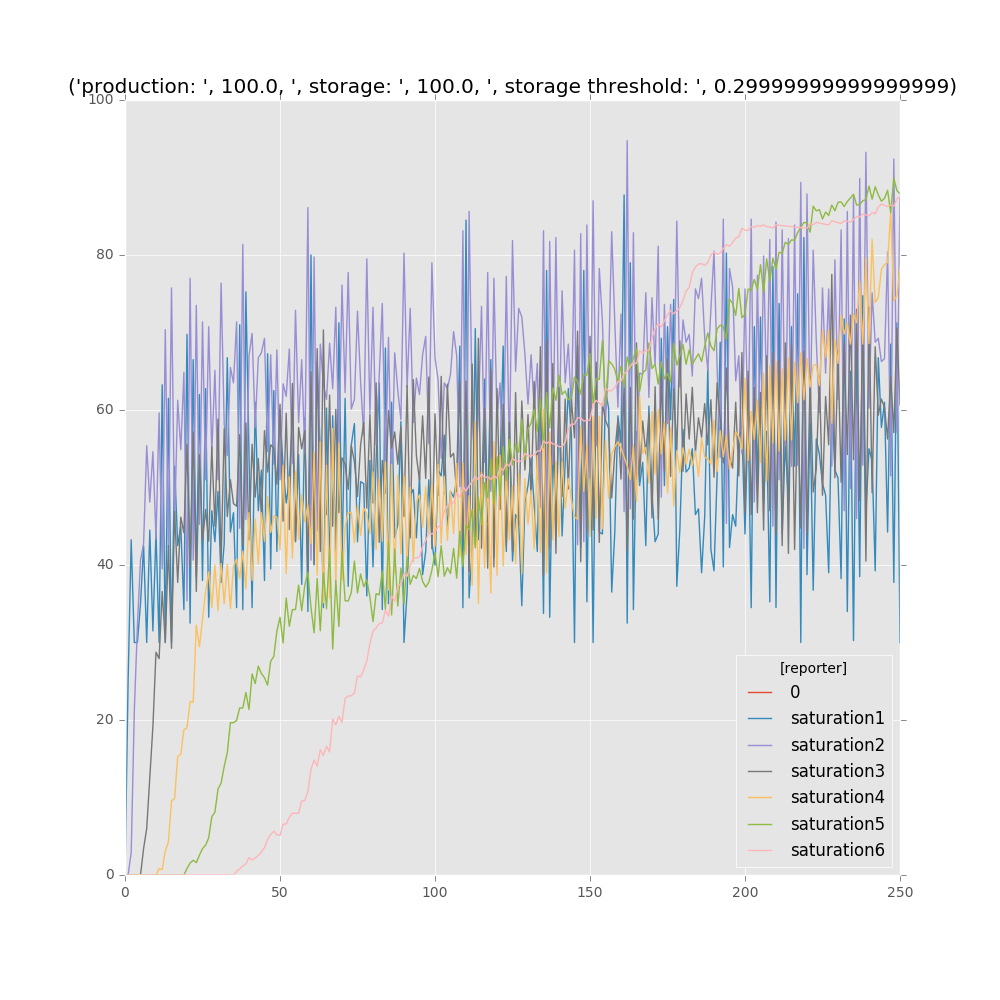 ('production: ', 100.0, ', storage: ', 100.0, ', storage threshold: ', 0.29999999999999999)
100
80
60
40
20
0
0 50 100 150 200 250
[reporter]
0
saturation1
saturation2
saturation3
saturation4
saturation5
saturation6